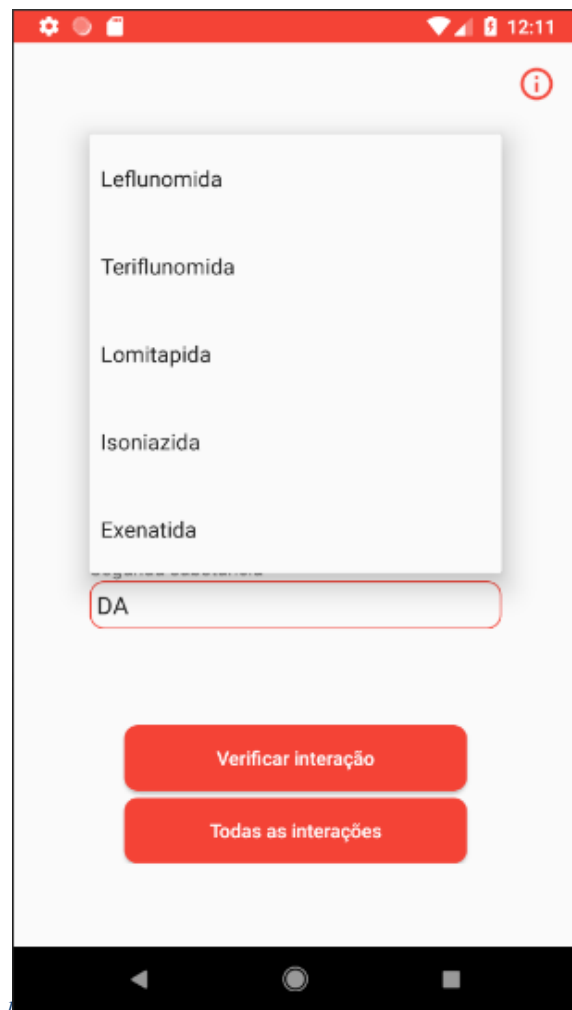 12:11
Leflunomida
Teriflunomida
Lomitapida
Isoniazida
Exenatida
DA
Verificar interação
Todas as interações